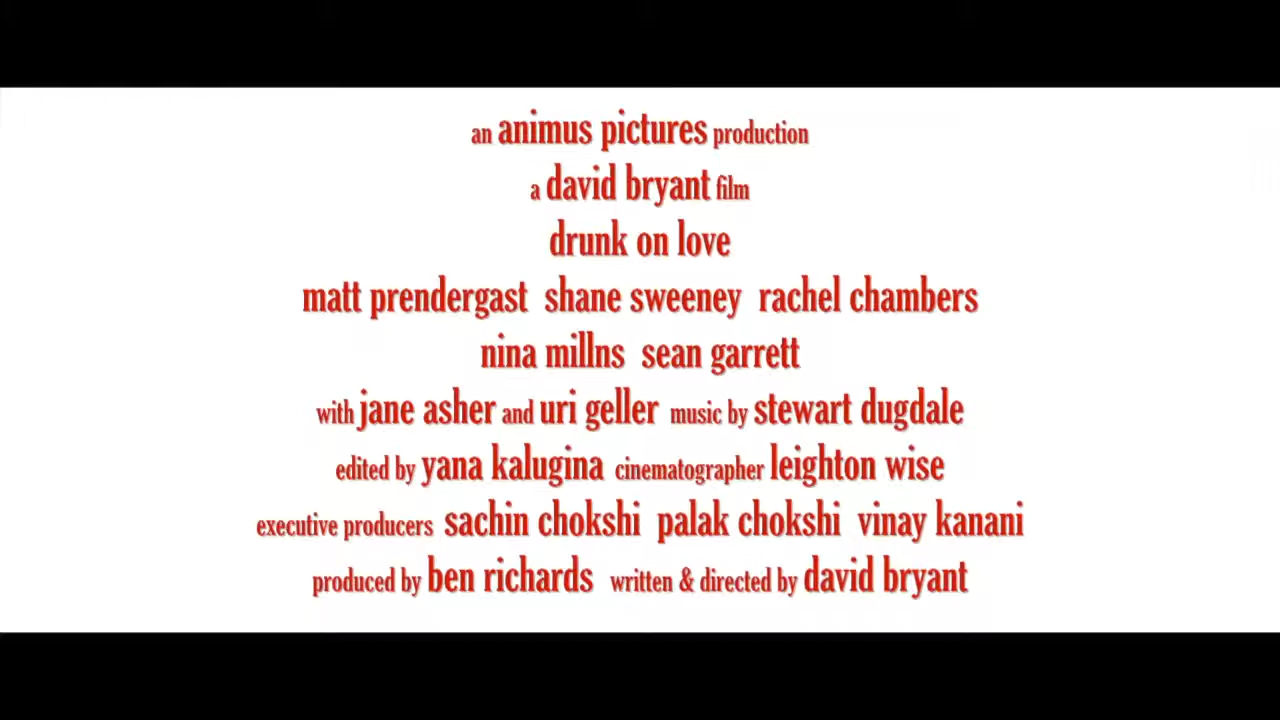 an animus pictures production
a david bryant film
drunk on love
matt prendergast shane sweeney rachel chambers
nina millns sean garrett
with jane asher and uri geller music by stewart dugdale
edited by yana kalugina cinematographer leighton wise
executive producers sachin chokshi palak chokshi vinay kanani
produced by ben richards written & directed by david bryant